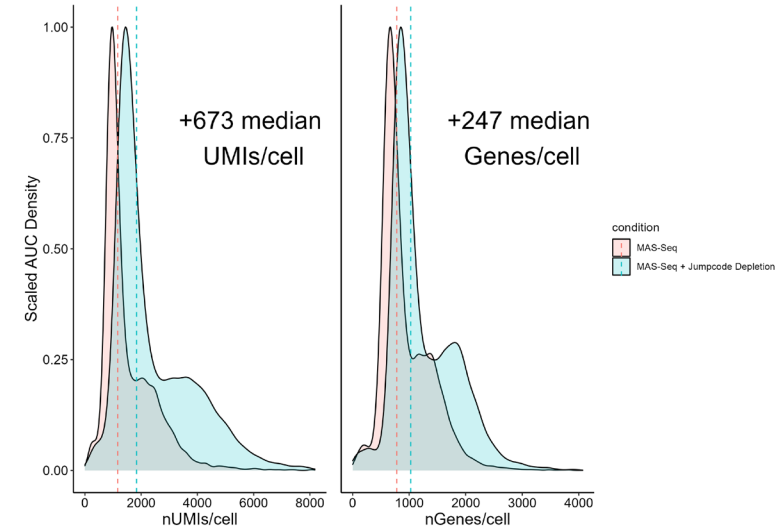 1.00
0.75
0.50
0.25
0.00
Scaled AUC Density
+673 median
UMIs/cell
0 2000 4000 6000 8000
nUMIs/cell
+247 median
Genes/cell
0 1000 2000 3000 4000
nGenes/cell
condition
MAS-Seq
MAS-Seq + Jumpcode Depletion